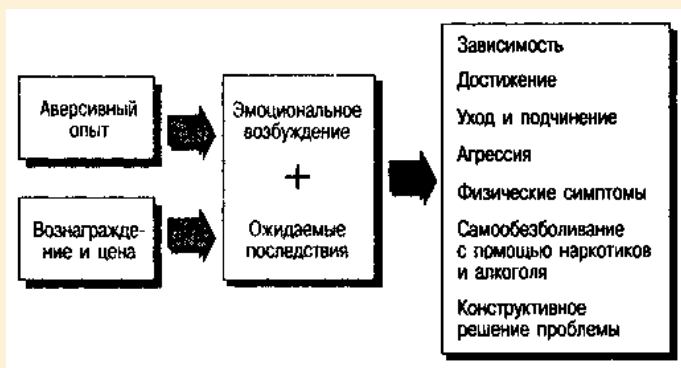 Аверсивный
опыт
Вознагражде-
ние и цена
Эмоциональное
возбуждение
+
Ожидаемые
последствия
Зависимость
Достижение
Уход и подчинение
Агрессия
Физические симптомы
Самообезболивание
с помощью наркотиков
и алкоголя
Конструктивное
решение проблемы